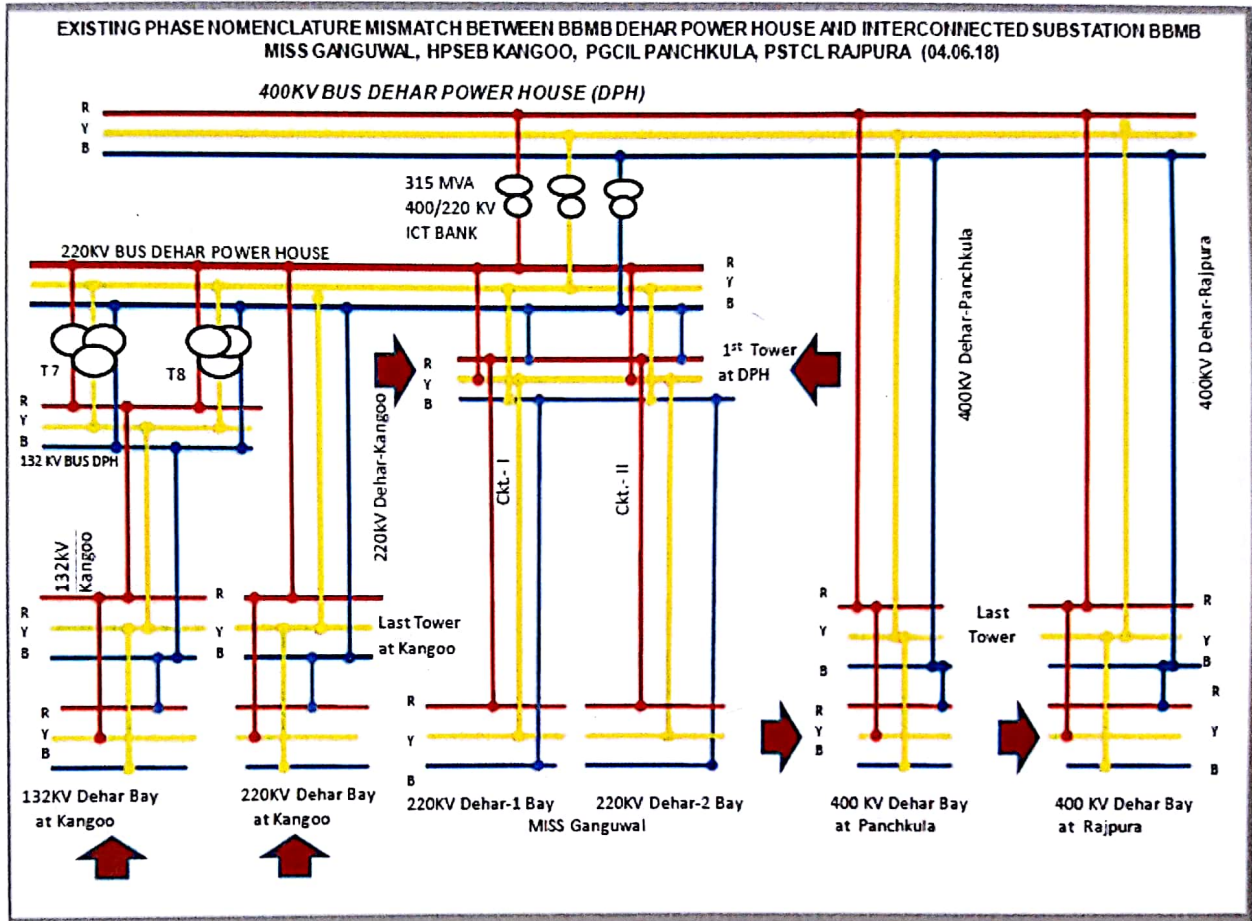 EXISTING PHASE NOMENCLATURE MISMATCH BETWEEN BBMB DEHAR POWER HOUSE AND INTERCONNECTED SUBSTATION BBMB
MISS GANGUWAL, HPSEB KANGOO, PGCIL PANCHKULA, PSTCL RAJPURA (04.06.18)
400KV BUS DEHAR POWER HOUSE (DPH)
R
Y
B
315 MVA
400/220 KV
ICT BANK
220KV BUS DEHAR POWER HOUSE
R
Y
B
T7
T8
1st Tower
at DPH
R
Y
B
R
Y
B
132 KV BUS DPH
220KV Dehar-Kangoo
Ckt.- I
Ckt.- II
400KV Dehar-Panchkula
400KV Dehar-Rajpura
132KV
Kangoo
R
Y
B
R
Y
B
Last Tower
at Kangoo
R
Y
B
Last
Tower
R
Y
B
R
Y
B
R
Y
B
R
Y
B
R
Y
B
R
Y
B
132KV Dehar Bay
at Kangoo
220KV Dehar Bay
at Kangoo
220KV Dehar-1 Bay
220KV Dehar-2 Bay
MISS Ganguwal
400 KV Dehar Bay
at Panchkula
400 KV Dehar Bay
at Rajpura